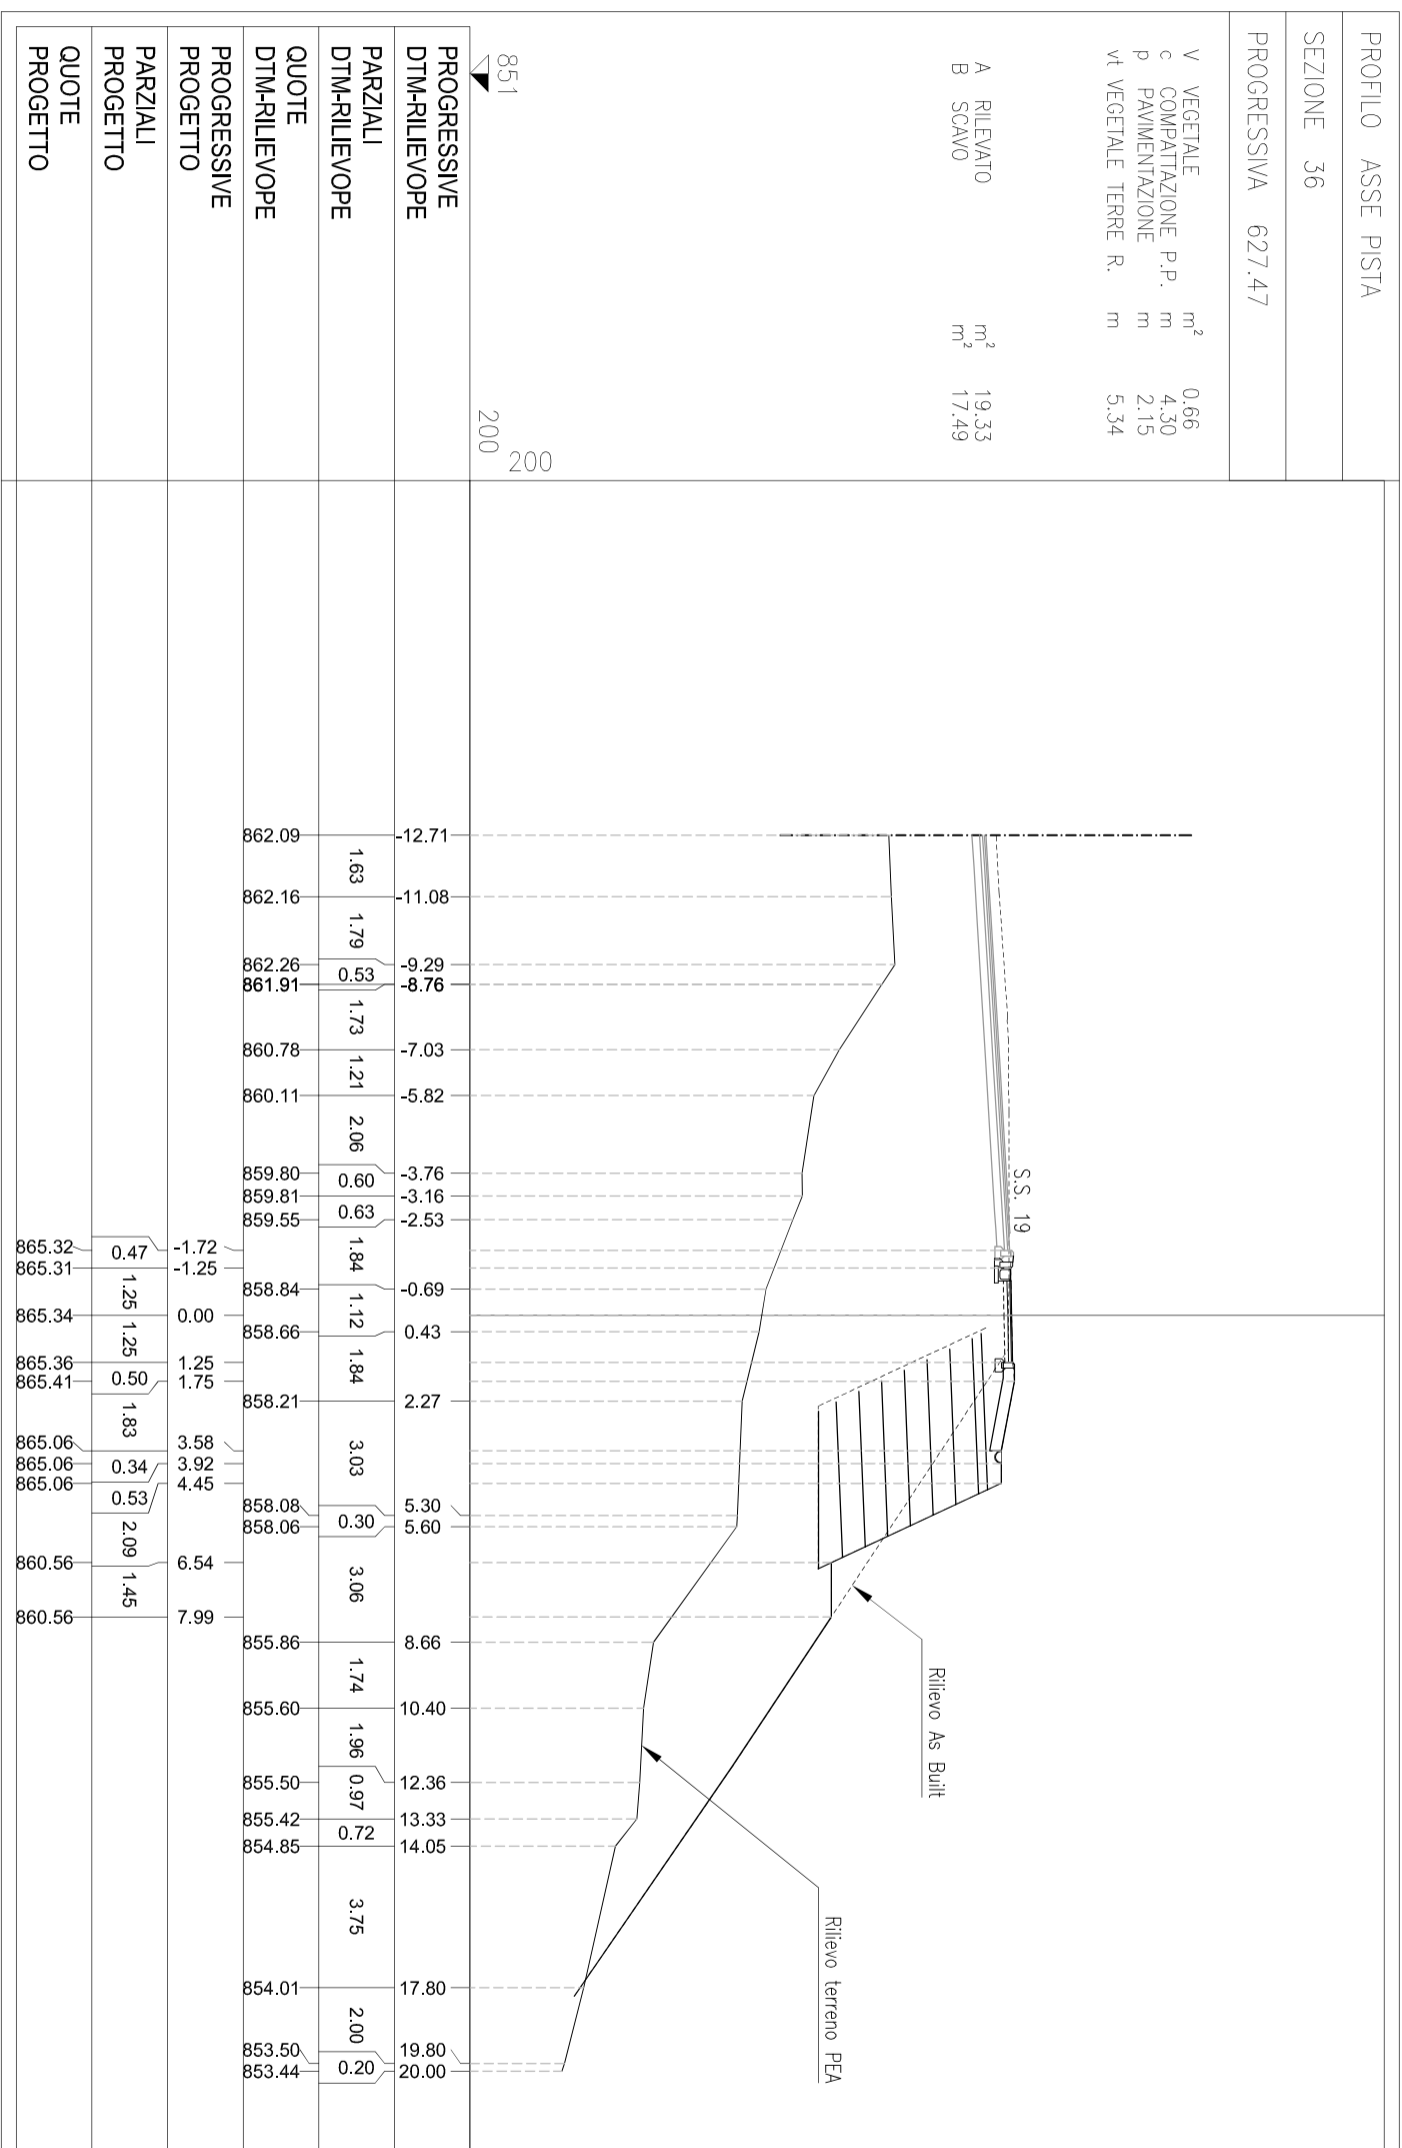 PROFILO ASSE PISTA
SEZIONE 36
PROGRESSIVA 627.47
V VEGETALE m² 0.66
c COMPATTAZIONE P.P. m 4.30
p PAVIMENTAZIONE m 2.15
vt VEGETALE TERRE R. m 5.34
A RILEVATO m² 19.33
B SCAVO m² 17.49
S.S. 19
Rilievo As Built
Rilievo terreno PEA
200
200
851
PROGRESSIVE
DTM-RILIEVOPE
-12.71 -11.08 -9.29 -8.76 -7.03 -5.82 -3.76 -3.16 -2.53 -0.69 0.43 2.27 5.30 5.60 8.66 10.40 12.36 13.33 14.05 17.80 19.80 20.00
PARZIALI
DTM-RILIEVOPE
1.63 1.79 0.53 1.73 1.21 2.06 0.60 0.63 1.84 1.12 1.84 3.03 0.30 3.06 1.74 1.96 0.97 0.72 3.75 2.00 0.20
QUOTE
DTM-RILIEVOPE
862.09 862.16 862.26 861.91 860.78 860.11 859.80 859.81 859.55 858.84 858.66 858.21 858.08 858.06 855.86 855.60 855.50 855.42 854.85 854.01 853.50 853.44
PROGRESSIVE
PROGETTO
-1.72 -1.25 0.00 1.25 1.75 3.58 3.92 4.45 6.54 7.99
PARZIALI
PROGETTO
0.47 1.25 1.25 0.50 1.83 0.34 0.53 2.09 1.45
QUOTE
PROGETTO
865.32 865.31 865.34 865.36 865.41 865.06 865.06 865.06 860.56 860.56